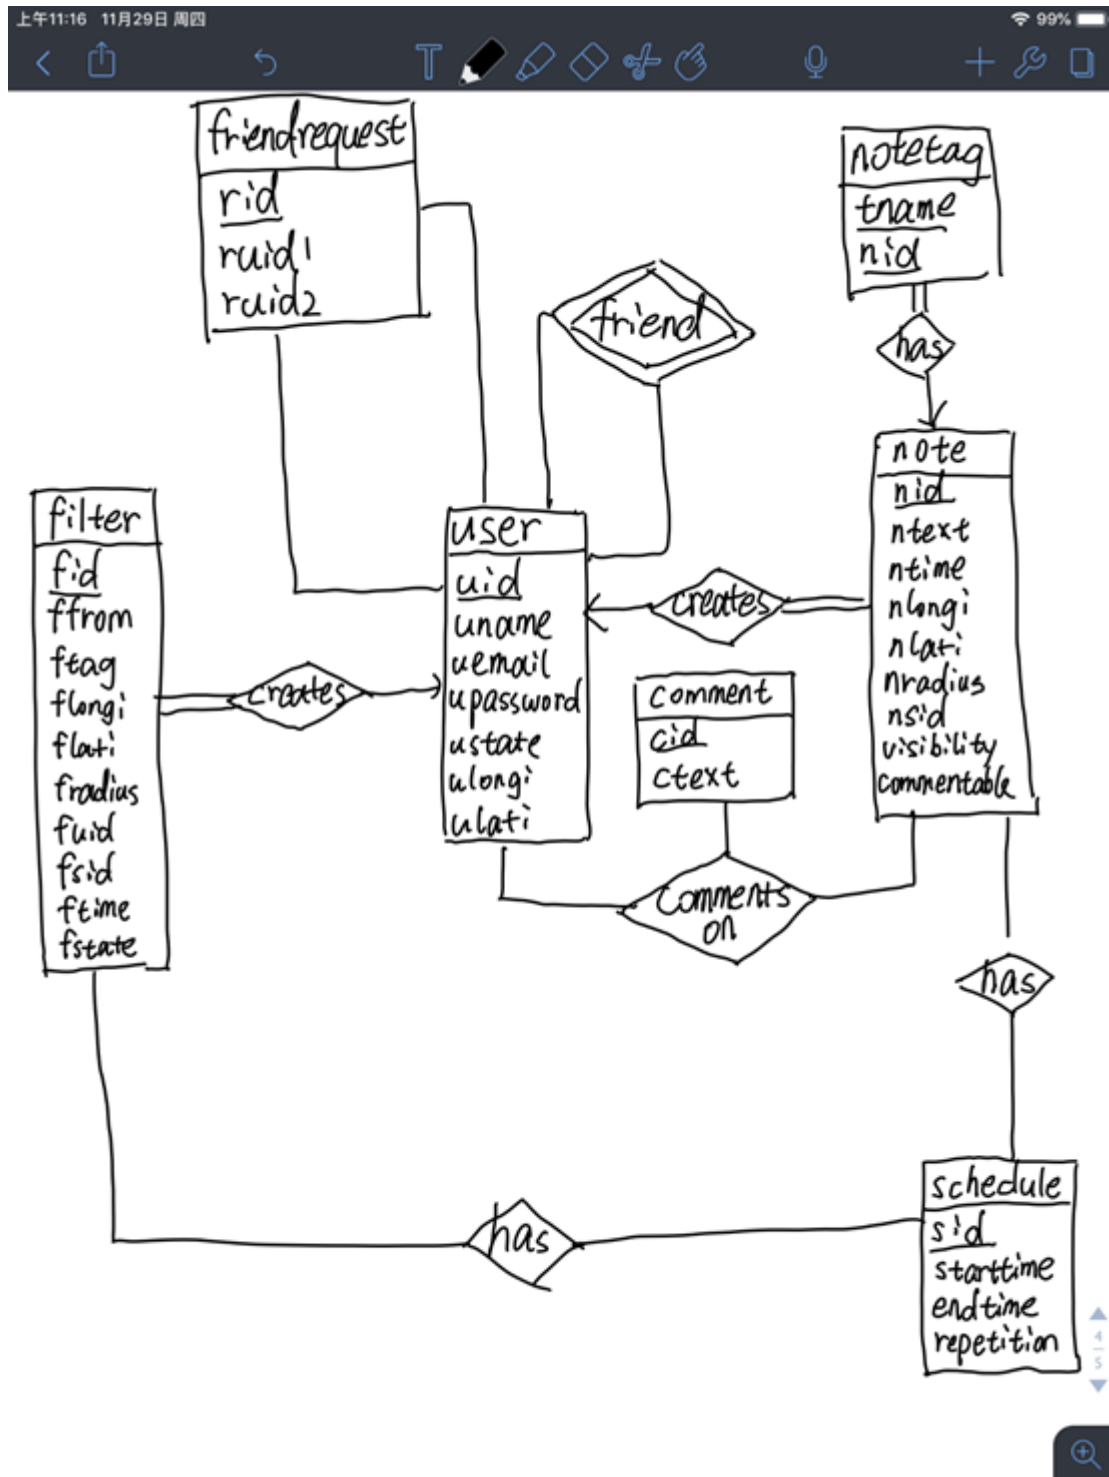 上午11:16 11月29日 周四
99%
T
friendrequest
rid
ruid1
ruid2
notetag
tname
nid
friend
has
note
nid
ntext
ntime
nlongi
nlati
nradius
nsid
visibility
commentable
filter
fid
ffrom
ftag
flongi
flati
fradius
fuid
fsid
ftime
fstate
user
uid
uname
uemail
upassword
ustate
ulongi
ulati
creates
creates
comment
cid
ctext
comments
on
has
has
schedule
sid
starttime
endtime
repetition
4
5